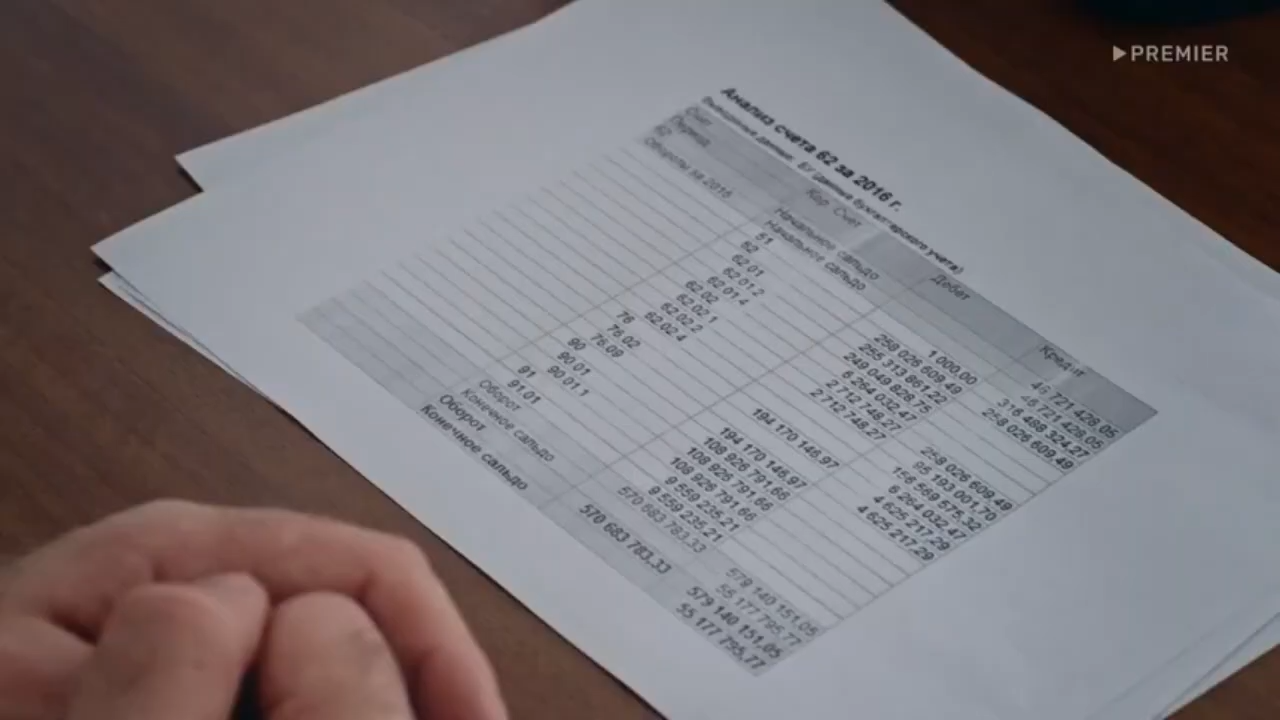 PREMIER
Анализ счета 62 за 2016 г.
Выводимые данные: БУ (данные бухгалтерского учета)
Счет
Период Кор. Счет Дебет Кредит
62 Начальное сальдо 46 721 428,05
Начальное сальдо 46 721 428,05
Обороты за 2016
51 1 000,00 316 488 324,27
62 258 026 609,49 258 026 609,49
62.01 255 313 861,22
62.01.2 249 049 828,75
62.01.4 6 264 032,47
62.02 2 712 748,27 258 026 609,49
62.02.1 2 712 748,27 95 193 001,70
62.02.2 156 569 575,32
62.02.4 6 264 032,47
76 194 170 146,97 4 625 217,29
76.02 4 625 217,29
76.09 194 170 146,97
90 108 926 791,66
90.01 108 926 791,66
90.01.1 108 926 791,66
91 9 559 235,21
91.01 9 559 235,21
Оборот 570 683 783,33 579 140 151,05
Конечное сальдо 55 177 795,77
Оборот 570 683 783,33 579 140 151,05
Конечное сальдо 55 177 795,77